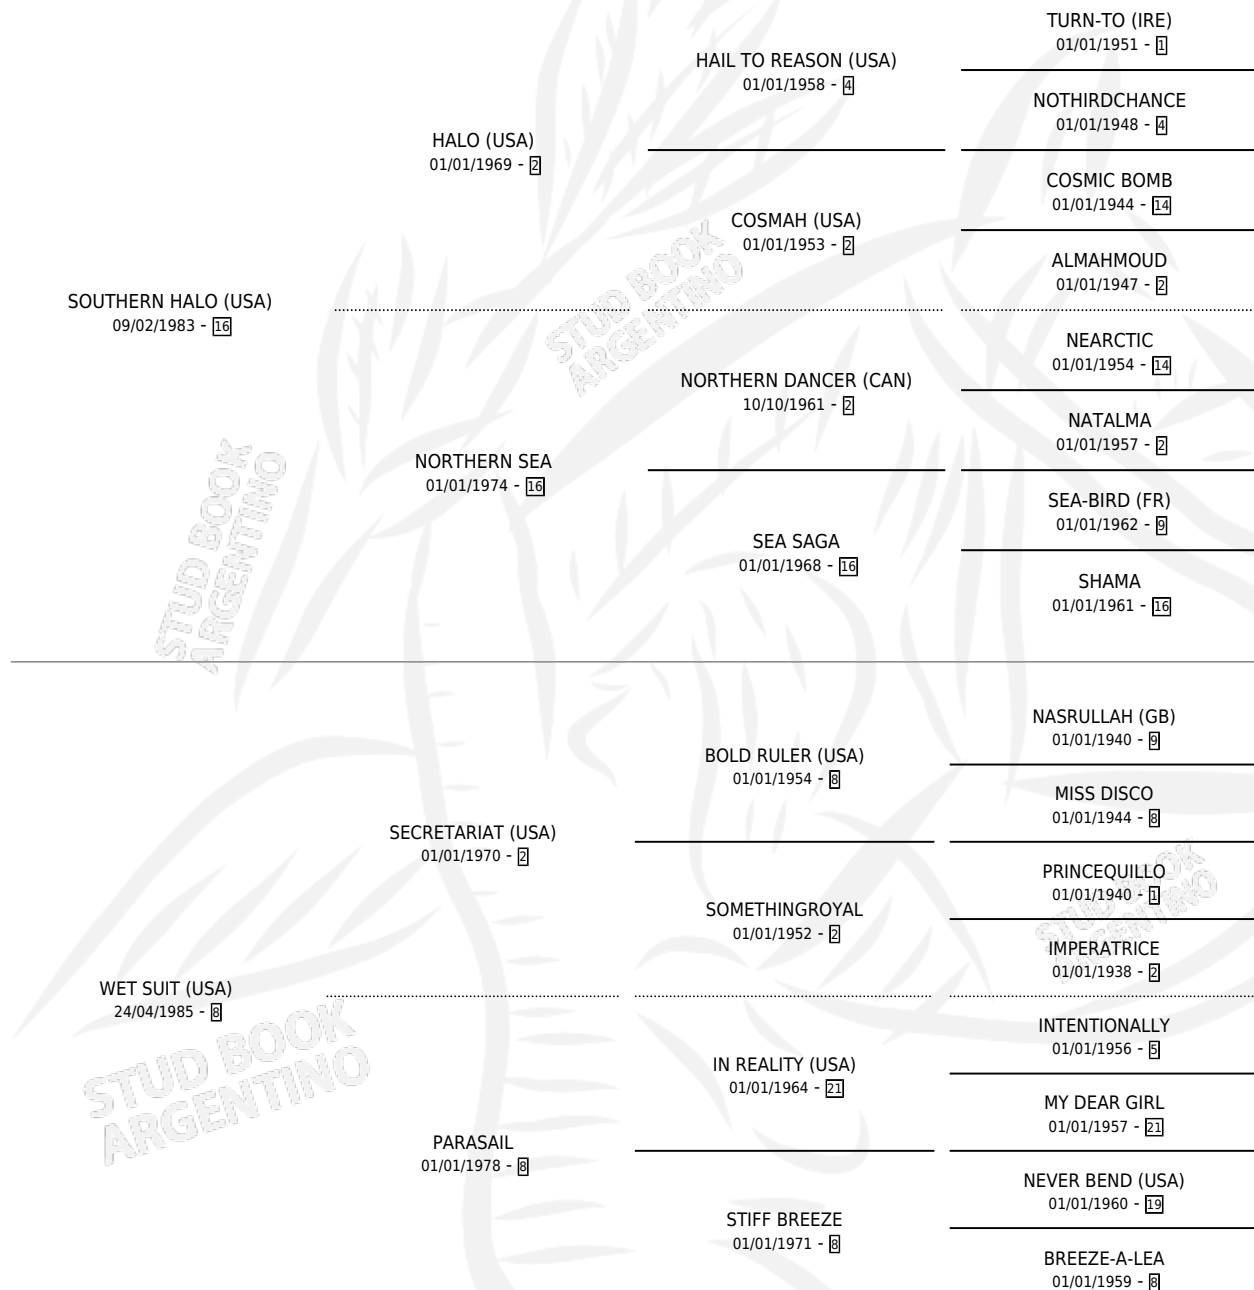 TURN-TO (IRE)
01/01/1951 - 1
HAIL TO REASON (USA)
01/01/1958 - 4
NOTHIRDCHANCE
01/01/1948 - 4
HALO (USA)
01/01/1969 - 2
COSMIC BOMB
01/01/1944 - 14
COSMAH (USA)
01/01/1953 - 2
ALMAHMOUD
01/01/1947 - 2
SOUTHERN HALO (USA)
09/02/1983 - 16
NEARCTIC
01/01/1954 - 14
NORTHERN DANCER (CAN)
10/10/1961 - 2
NATALMA
01/01/1957 - 2
NORTHERN SEA
01/01/1974 - 16
SEA-BIRD (FR)
01/01/1962 - 9
SEA SAGA
01/01/1968 - 16
SHAMA
01/01/1961 - 16
STUD BOOK
ARGENTINO
STUD BOOK
ARGENTINO
NASRULLAH (GB)
01/01/1940 - 9
BOLD RULER (USA)
01/01/1954 - 8
MISS DISCO
01/01/1944 - 8
SECRETARIAT (USA)
01/01/1970 - 2
PRINCEQUILLO
01/01/1940 - 1
SOMETHINGROYAL
01/01/1952 - 2
IMPERATRICE
01/01/1938 - 2
WET SUIT (USA)
24/04/1985 - 8
INTENTIONALLY
01/01/1956 - 5
IN REALITY (USA)
01/01/1964 - 21
MY DEAR GIRL
01/01/1957 - 21
PARASAIL
01/01/1978 - 8
NEVER BEND (USA)
01/01/1960 - 19
STIFF BREEZE
01/01/1971 - 8
BREEZE-A-LEA
01/01/1959 - 8
STUD BOOK
ARGENTINO
STUD BOOK
ARGENTINO